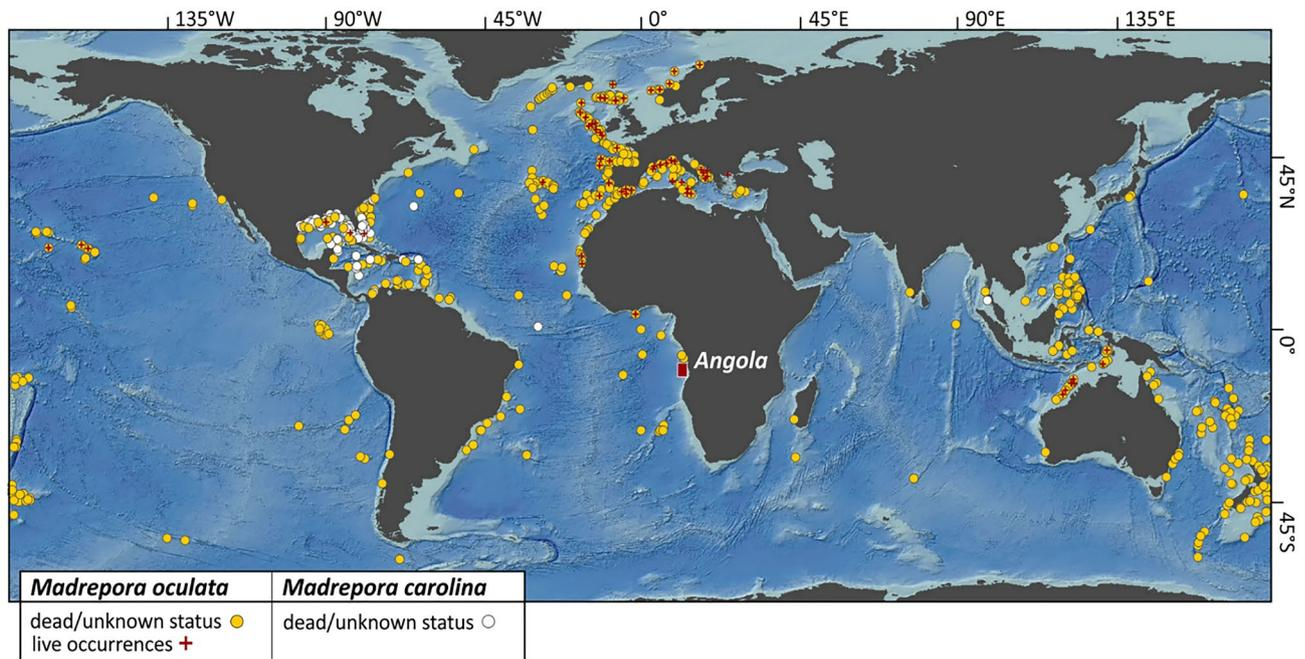 135°W 90°W 45°W 0° 45°E 90°E 135°E
45°N
Angola
0°
45°S
Madrepora oculata Madrepora carolina
dead/unknown status dead/unknown status
live occurrences